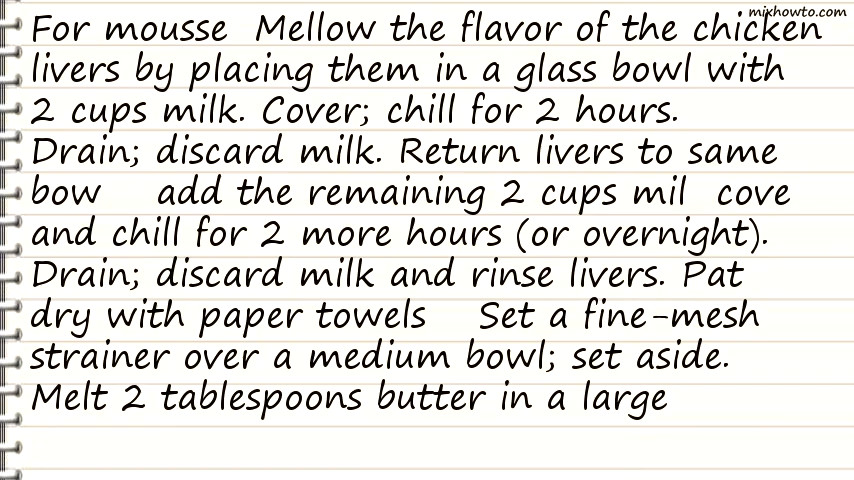 mixhowto.com
For mousse  Mellow the flavor of the chicken
livers by placing them in a glass bowl with
2 cups milk. Cover; chill for 2 hours.
Drain; discard milk. Return livers to same
bow    add the remaining 2 cups mil  cove
and chill for 2 more hours (or overnight).
Drain; discard milk and rinse livers. Pat
dry with paper towels    Set a fine-mesh
strainer over a medium bowl; set aside.
Melt 2 tablespoons butter in a large